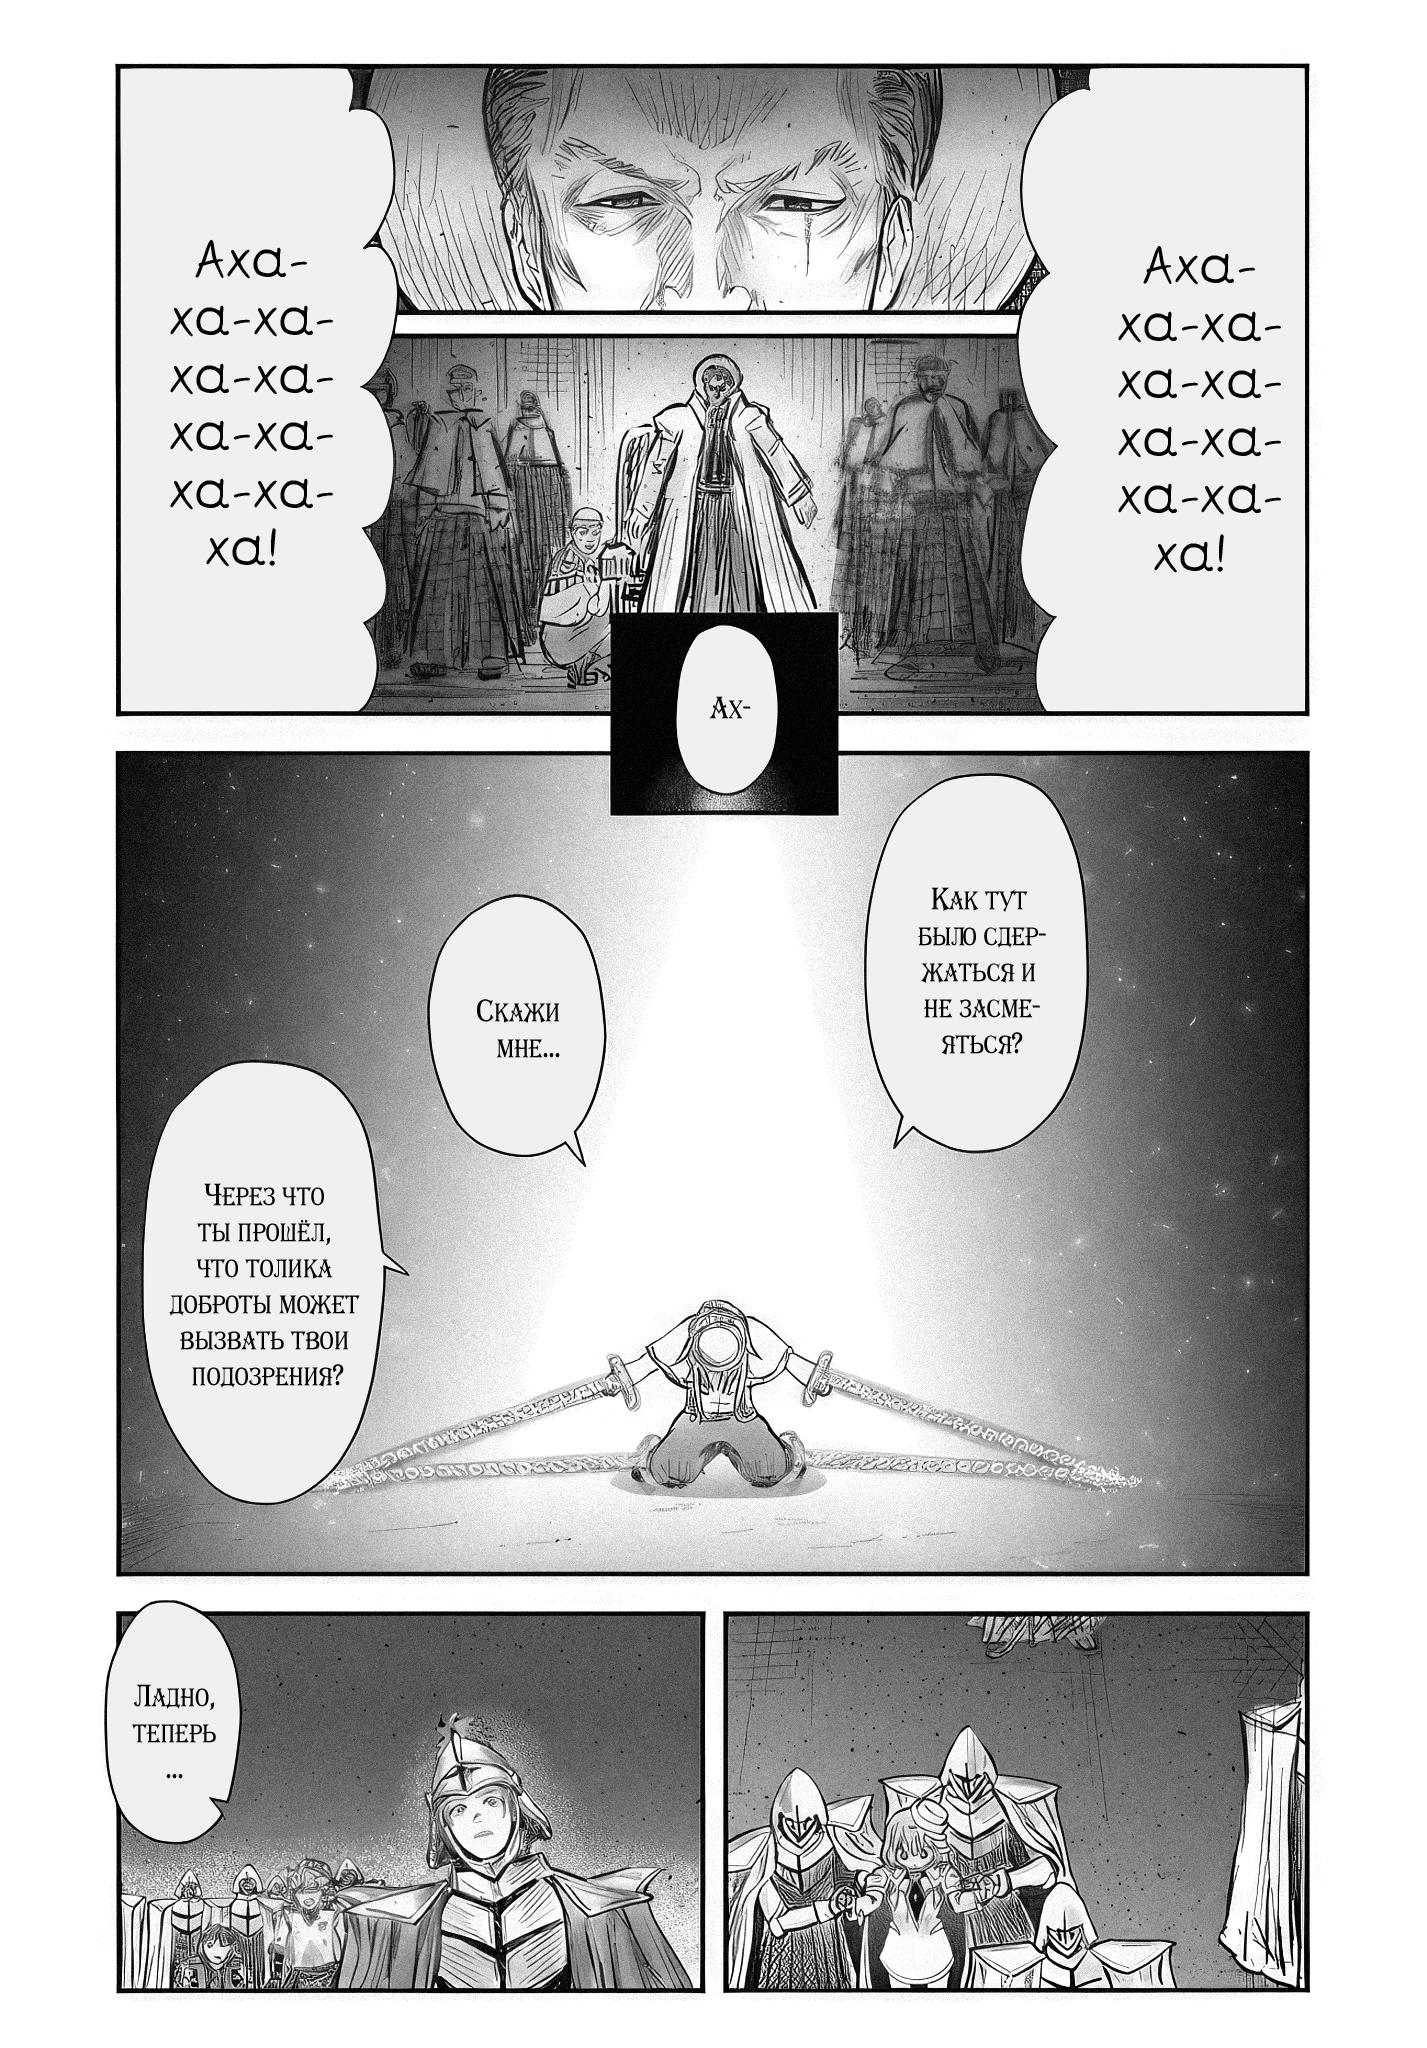 Аха-
ха-ха-
ха-ха-
ха-ха-
ха-ха-
ха!
Аха-
ха-ха-
ха-ха-
ха-ха-
ха-ха-
ха!
Ах-
Как тут
было сдер-
жаться и
не засме-
яться?
Скажи
мне...
Через что
ты прошёл,
что толика
доброты может
вызвать твои
подозрения?
Ладно,
теперь
...